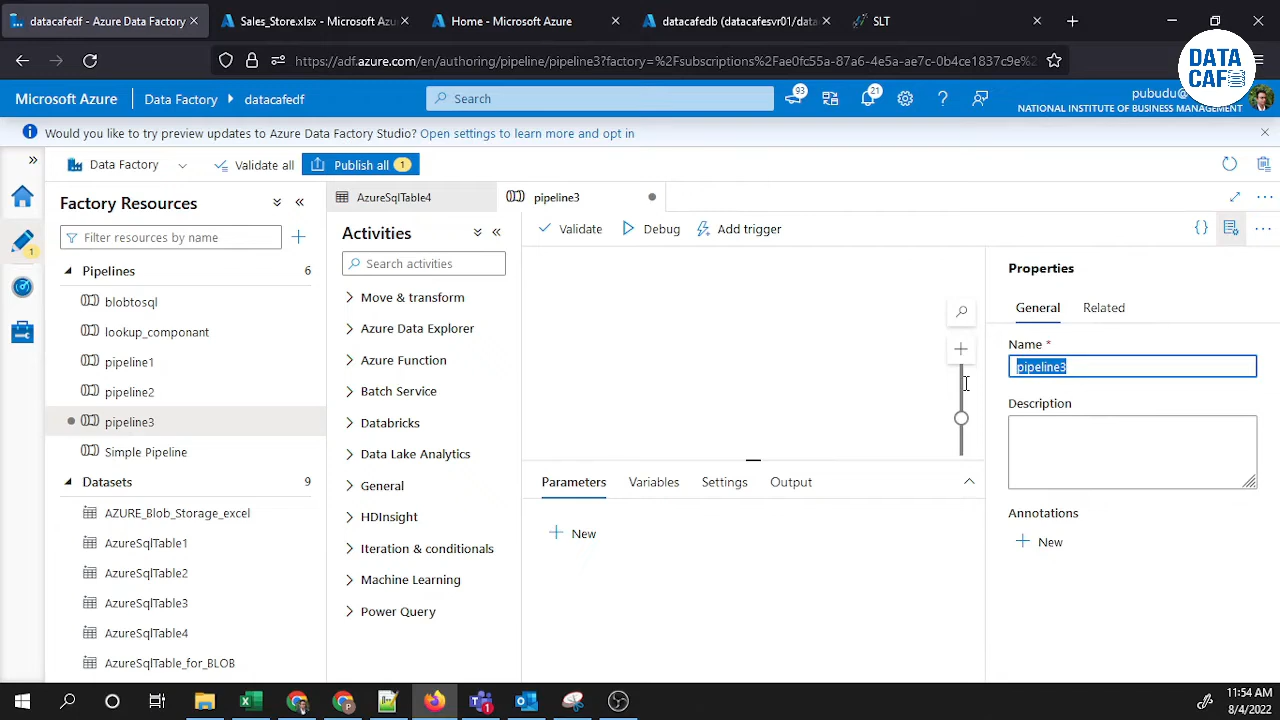 datacafedf - Azure Data Factory
Sales_Store.xlsx - Microsoft Azu
Home - Microsoft Azure
datacafedb (datacafesvr01/data
SLT
https://adf.azure.com/en/authoring/pipeline/pipeline3?factory=%2Fsubscriptions%2Fae0fc55a-87a6-4e5a-ae7c-0b4ce1837c9e%
DATA
CAF
Microsoft Azure
Data Factory
datacafedf
Search
93
21
pubudu@
NATIONAL INSTITUTE OF BUSINESS MANAGEMENT
Would you like to try preview updates to Azure Data Factory Studio? Open settings to learn more and opt in
Data Factory
Validate all
Publish all
1
Factory Resources
AzureSqlTable4
pipeline3
Filter resources by name
Activities
Validate
Debug
Add trigger
1
Search activities
Properties
Pipelines
6
Move & transform
General
Related
blobtosql
Azure Data Explorer
lookup_componant
Azure Function
Name *
pipeline1
pipeline3
pipeline2
Batch Service
Description
pipeline3
Databricks
Simple Pipeline
Data Lake Analytics
Datasets
9
General
Parameters
Variables
Settings
Output
AZURE_Blob_Storage_excel
HDInsight
Annotations
AzureSqlTable1
Iteration & conditionals
New
New
AzureSqlTable2
Machine Learning
AzureSqlTable3
Power Query
AzureSqlTable4
AzureSqlTable_for_BLOB
11:54 AM
8/4/2022